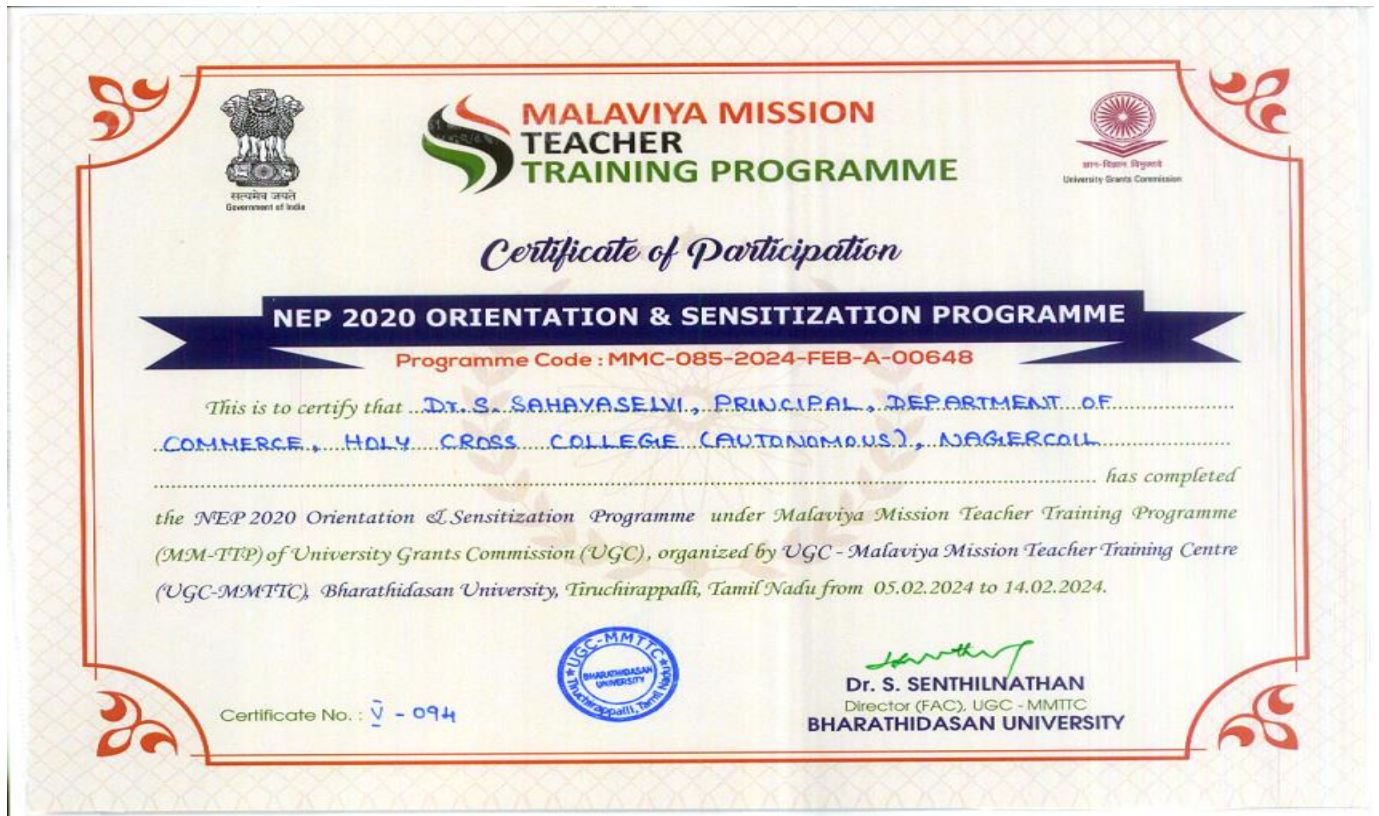 सत्यमेव जयते
Government of India
MALAVIYA MISSION
TEACHER
TRAINING PROGRAMME
ज्ञान-विज्ञान विमुक्तये
University Grants Commission
Certificate of Participation
NEP 2020 ORIENTATION & SENSITIZATION PROGRAMME
Programme Code : MMC-085-2024-FEB-A-00648
This is to certify that Dr. S. SAHAYASELVI, PRINCIPAL, DEPARTMENT OF
COMMERCE, HOLY CROSS COLLEGE (AUTONOMOUS), NAGERCOIL
has completed
the NEP 2020 Orientation & Sensitization Programme under Malaviya Mission Teacher Training Programme
(MM-TTP) of University Grants Commission (UGC), organized by UGC - Malaviya Mission Teacher Training Centre
(UGC-MMTTC), Bharathidasan University, Tiruchirappalli, Tamil Nadu from 05.02.2024 to 14.02.2024.
UGC-MMTTC
BHARATHIDASAN
UNIVERSITY
Tiruchirappalli, Tamil Nadu
Certificate No. : V - 094
Dr. S. SENTHILNATHAN
Director (FAC), UGC - MMTTC
BHARATHIDASAN UNIVERSITY